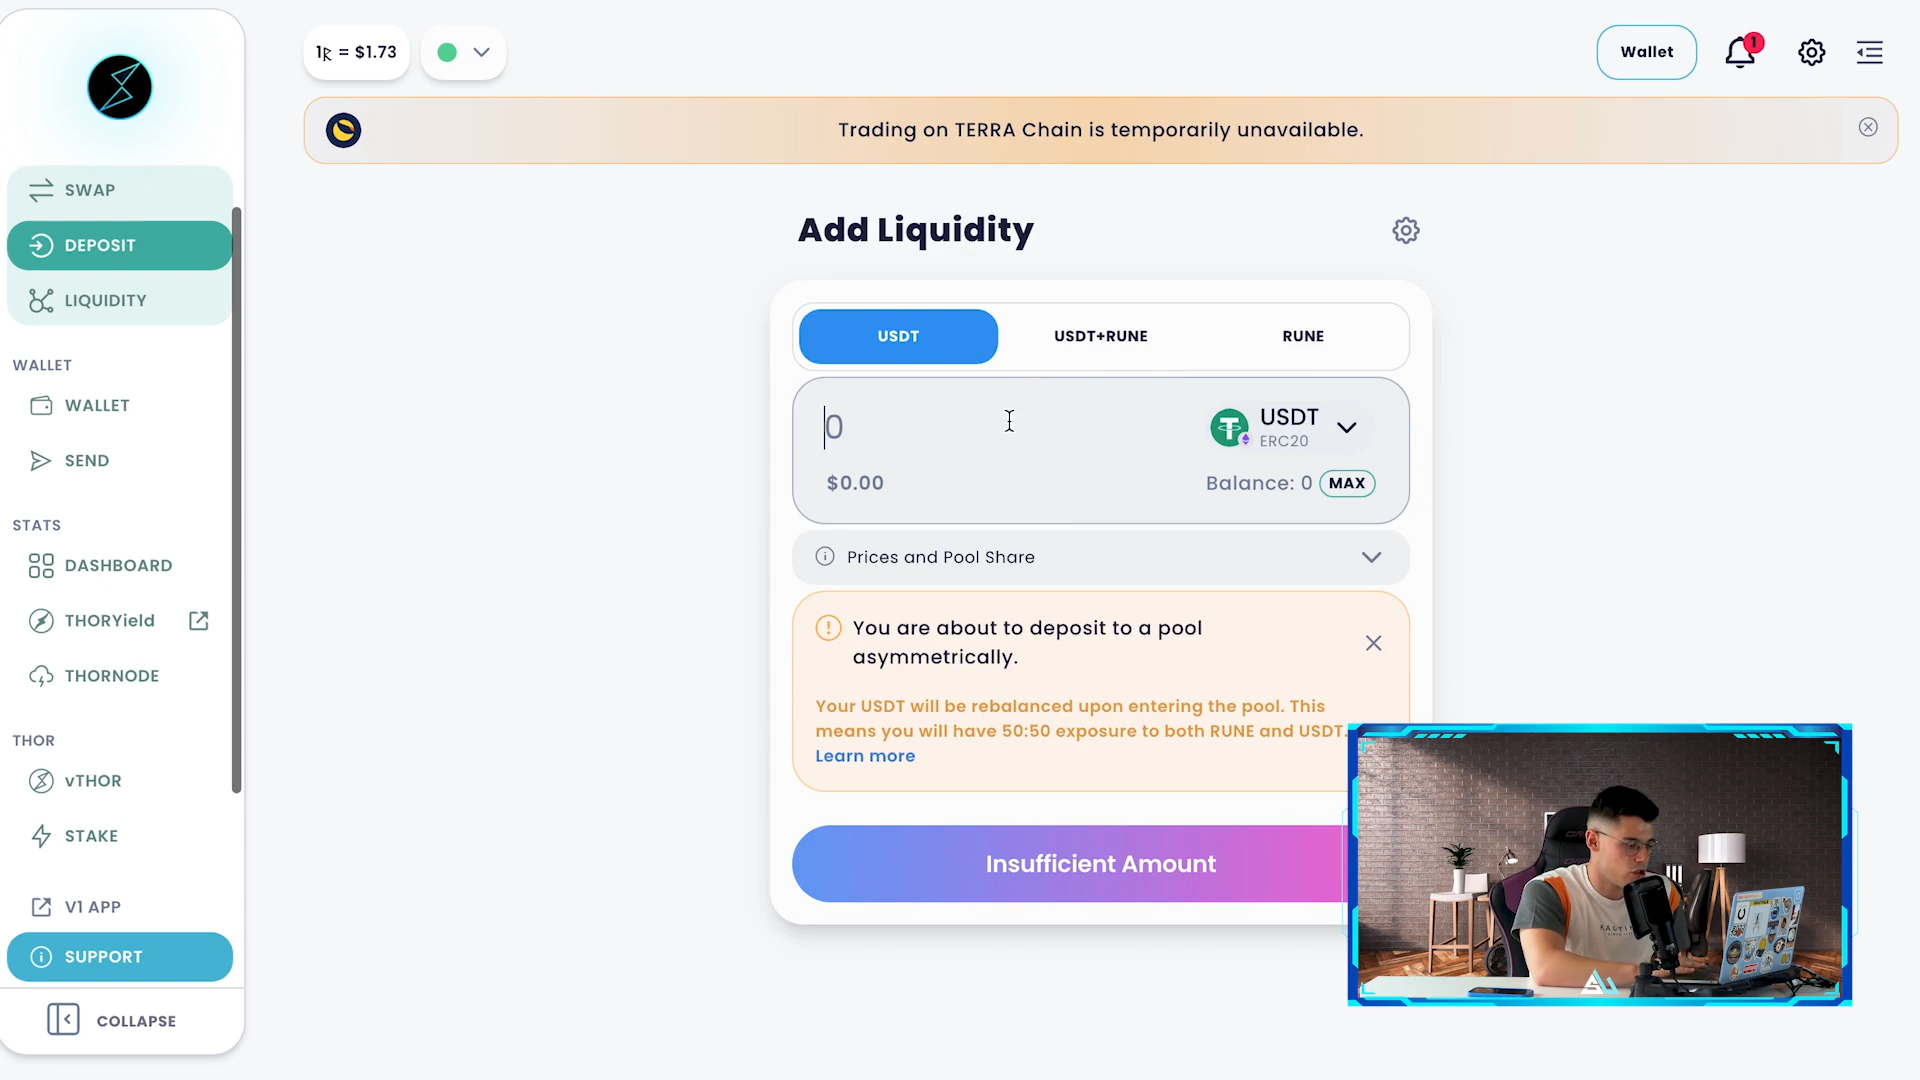 1ᚱ = $1.73
Wallet
1
Trading on TERRA Chain is temporarily unavailable.
SWAP
DEPOSIT
LIQUIDITY
WALLET
WALLET
SEND
STATS
DASHBOARD
THORYield
THORNODE
THOR
vTHOR
STAKE
V1 APP
SUPPORT
COLLAPSE
Add Liquidity
USDT
USDT+RUNE
RUNE
0
USDT
ERC20
$0.00
Balance: 0
MAX
Prices and Pool Share
You are about to deposit to a pool
asymmetrically.
Your USDT will be rebalanced upon entering the pool. This
means you will have 50:50 exposure to both RUNE and USDT.
Learn more
Insufficient Amount